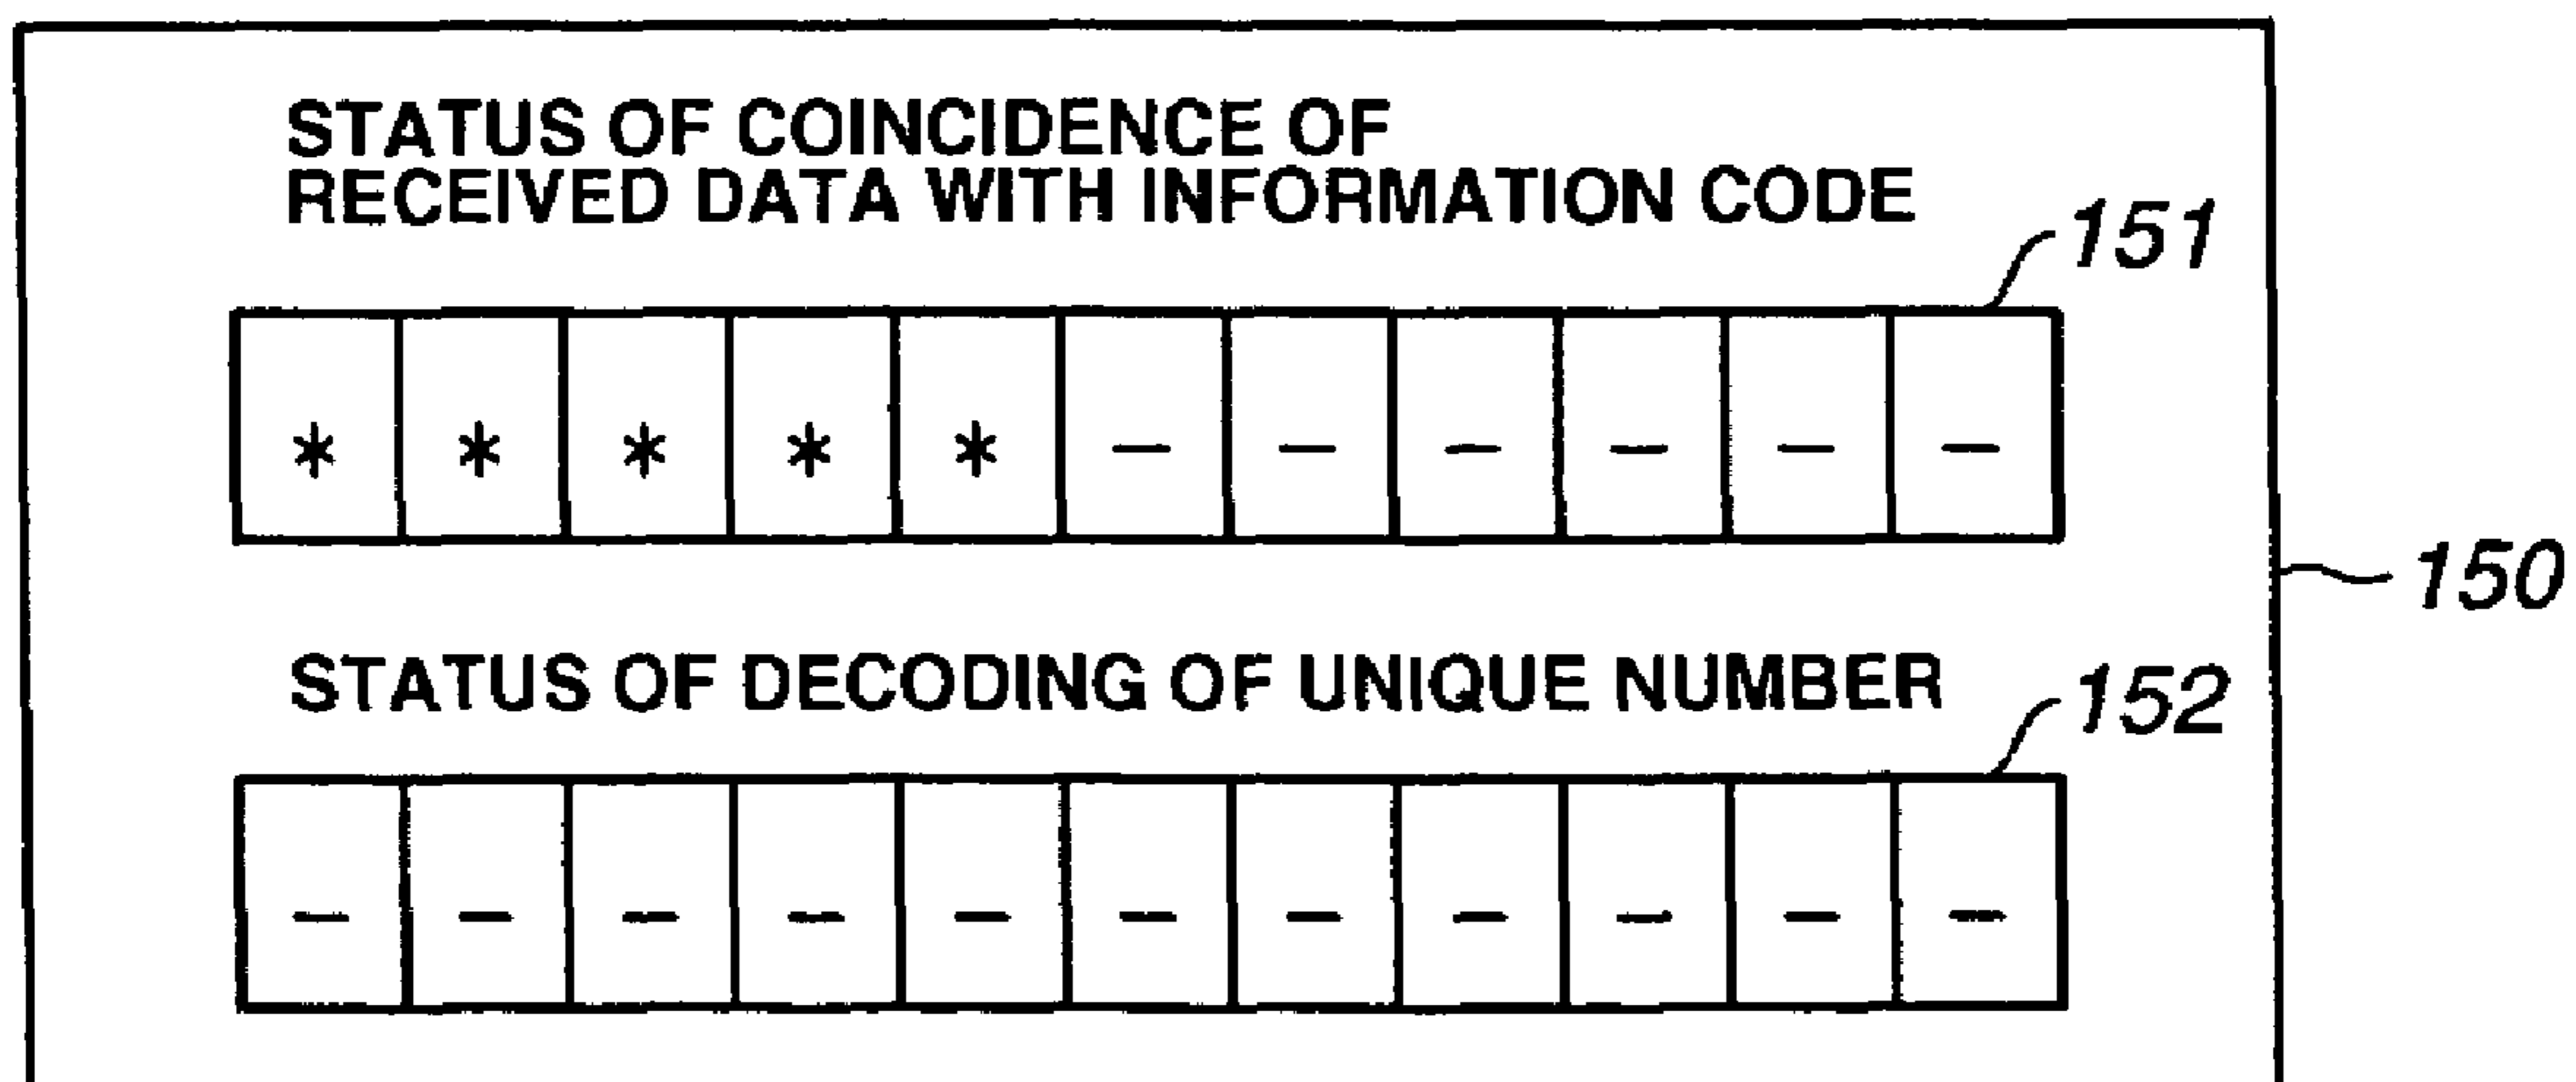 STATUS OF COINCIDENCE OF
RECEIVED DATA WITH INFORMATION CODE
151
* * * * * – – – – – –
150
STATUS OF DECODING OF UNIQUE NUMBER
152
– – – – – – – – – – –